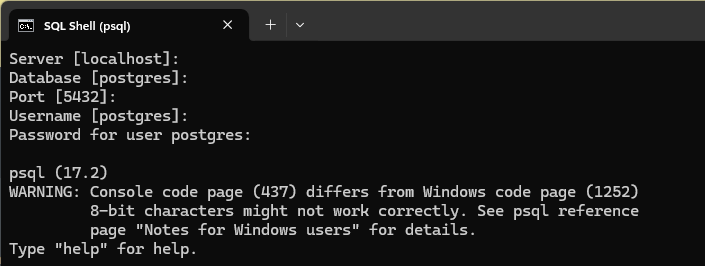 SQL Shell (psql)
Server [localhost]:
Database [postgres]:
Port [5432]:
Username [postgres]:
Password for user postgres:
psql (17.2)
WARNING: Console code page (437) differs from Windows code page (1252)
8-bit characters might not work correctly. See psql reference
page "Notes for Windows users" for details.
Type "help" for help.